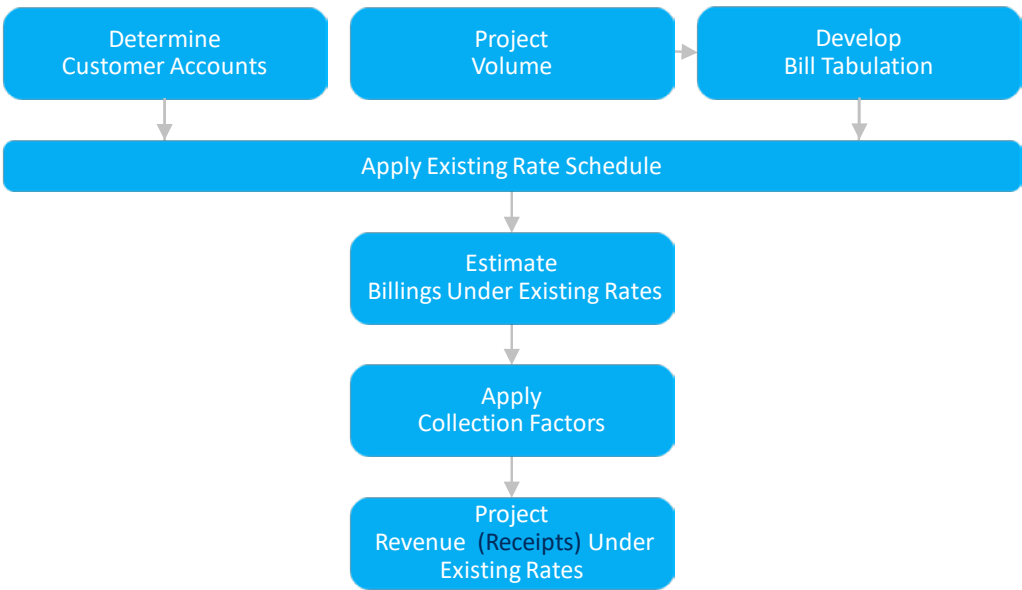 Determine
Customer Accounts
Project
Volume
Develop
Bill Tabulation
Apply Existing Rate Schedule
Estimate
Billings Under Existing Rates
Apply
Collection Factors
Project
Revenue (Receipts) Under
Existing Rates